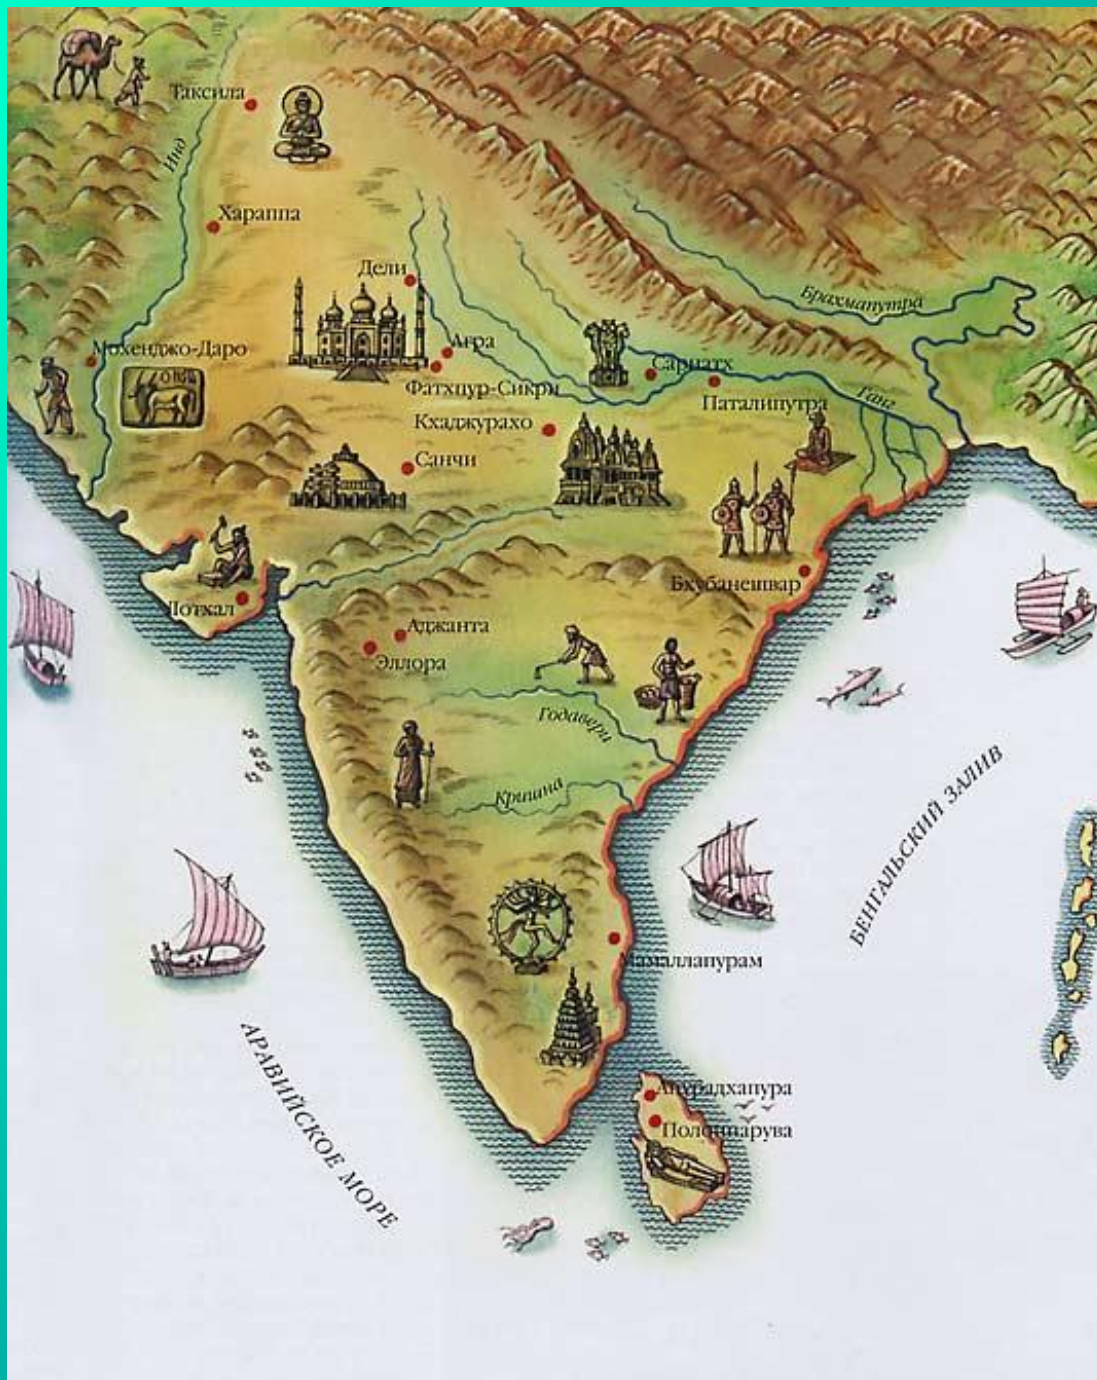 Таксила
Инд
Хараппа
Дели
Брахмапутра
Мохенджо-Даро
Агра
Сарнатх
Фатхпур-Сикри
Паталипутра
Ганг
Кхаджурахо
Санчи
Бхубанешвар
Лотхал
Аджанта
Эллора
Годавери
Кришна
БЕНГАЛЬСКИЙ ЗАЛИВ
Мамаллапурам
АРАВИЙСКОЕ МОРЕ
Анурадхапура
Полоннарува